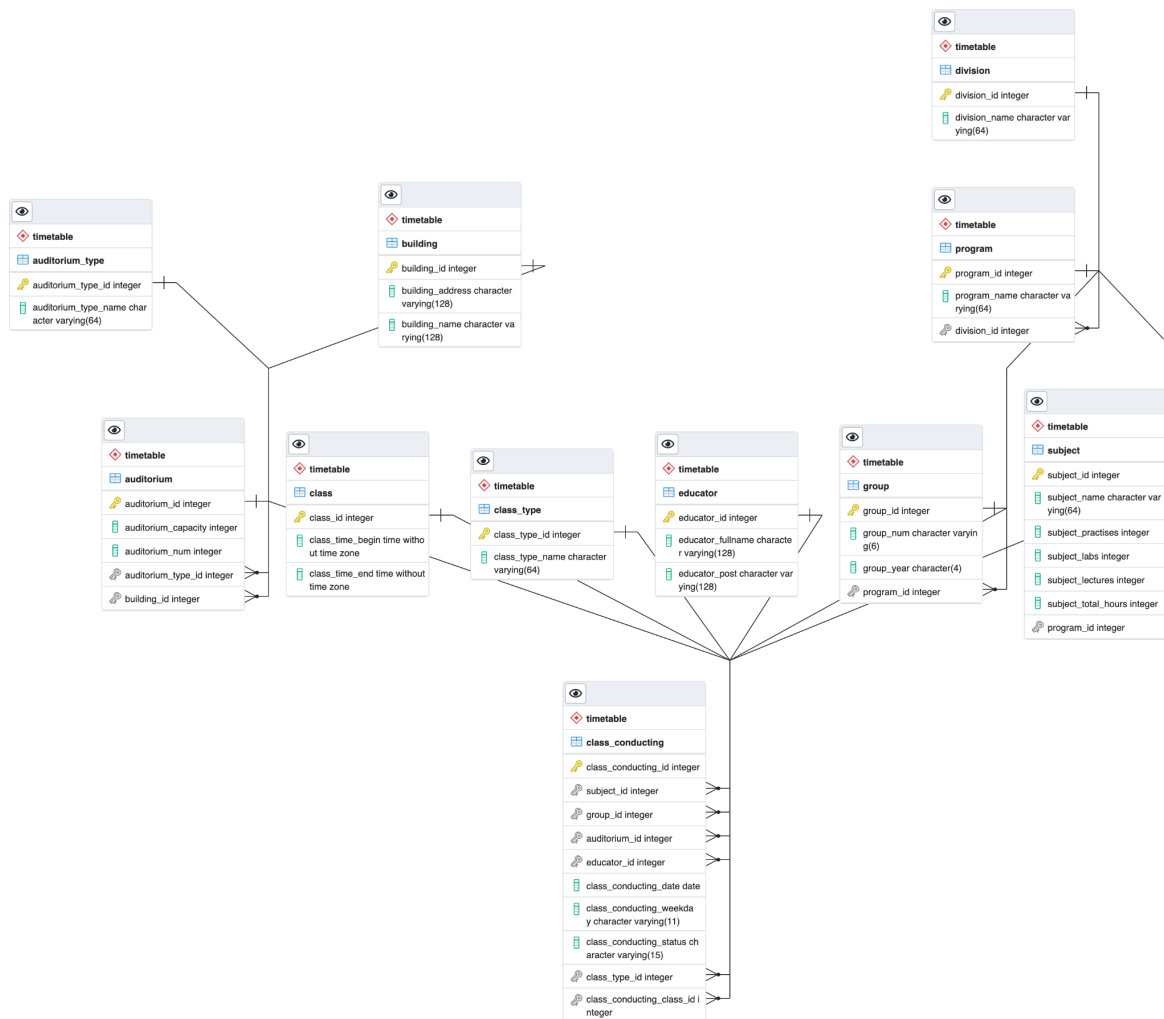 timetable
division
division_id integer
division_name character var
ying(64)
timetable
program
program_id integer
program_name character va
rying(64)
division_id integer
timetable
building
building_id integer
building_address character
varying(128)
building_name character va
rying(128)
timetable
auditorium_type
auditorium_type_id integer
auditorium_type_name char
acter varying(64)
timetable
auditorium
auditorium_id integer
auditorium_capacity integer
auditorium_num integer
auditorium_type_id integer
building_id integer
timetable
class
class_id integer
class_time_begin time witho
ut time zone
class_time_end time without
time zone
timetable
class_type
class_type_id integer
class_type_name character
varying(64)
timetable
educator
educator_id integer
educator_fullname characte
r varying(128)
educator_post character var
ying(128)
timetable
group
group_id integer
group_num character varyin
g(6)
group_year character(4)
program_id integer
timetable
subject
subject_id integer
subject_name character var
ying(64)
subject_practises integer
subject_labs integer
subject_lectures integer
subject_total_hours integer
program_id integer
timetable
class_conducting
class_conducting_id integer
subject_id integer
group_id integer
auditorium_id integer
educator_id integer
class_conducting_date date
class_conducting_weekda
y character varying(11)
class_conducting_status ch
aracter varying(15)
class_type_id integer
class_conducting_class_id i
nteger